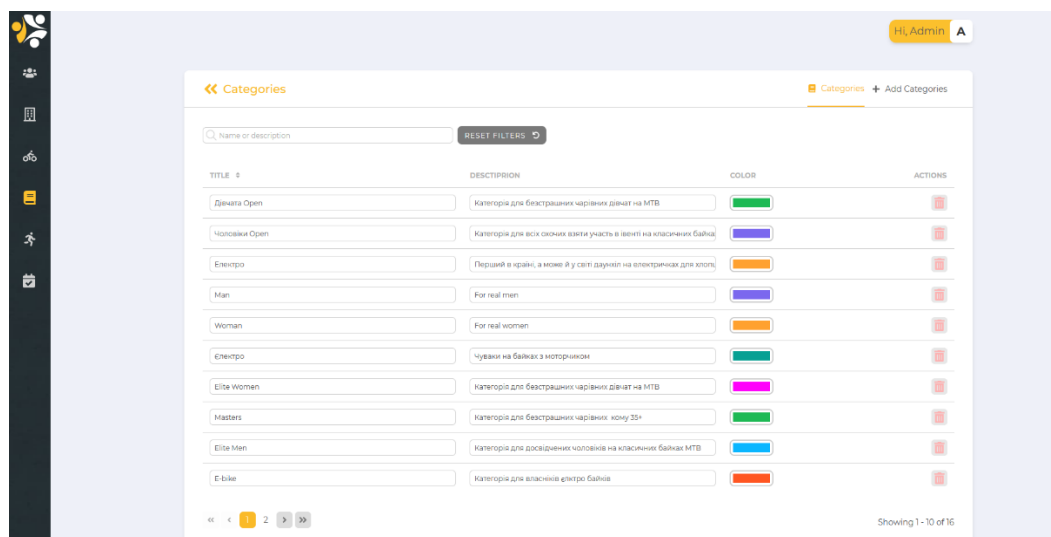 Hi, Admin A
Categories
Categories + Add Categories
Name or description
RESET FILTERS
TITLE DESCTIPRION COLOR ACTIONS
Дівчата Open Категорія для безстрашних чарівних дівчат на МТВ
Чоловіки Open Категорія для всіх охочих взяти участь в івенті на класичних байка
Електро Перший в країні, а може й у світі даунхіл на електричках для хлопц
Man For real men
Woman For real women
Єлектро Чуваки на байках з моторчиком
Elite Women Категорія для безстрашних чарівних дівчат на МТВ
Masters Категорія для безстрашних чарівних кому 35+
Elite Men Категорія для досвідчених чоловіків на класичних байках МТВ
E-bike Категорія для власніків єлктро байків
« ‹ 1 2 › »
Showing 1 - 10 of 16